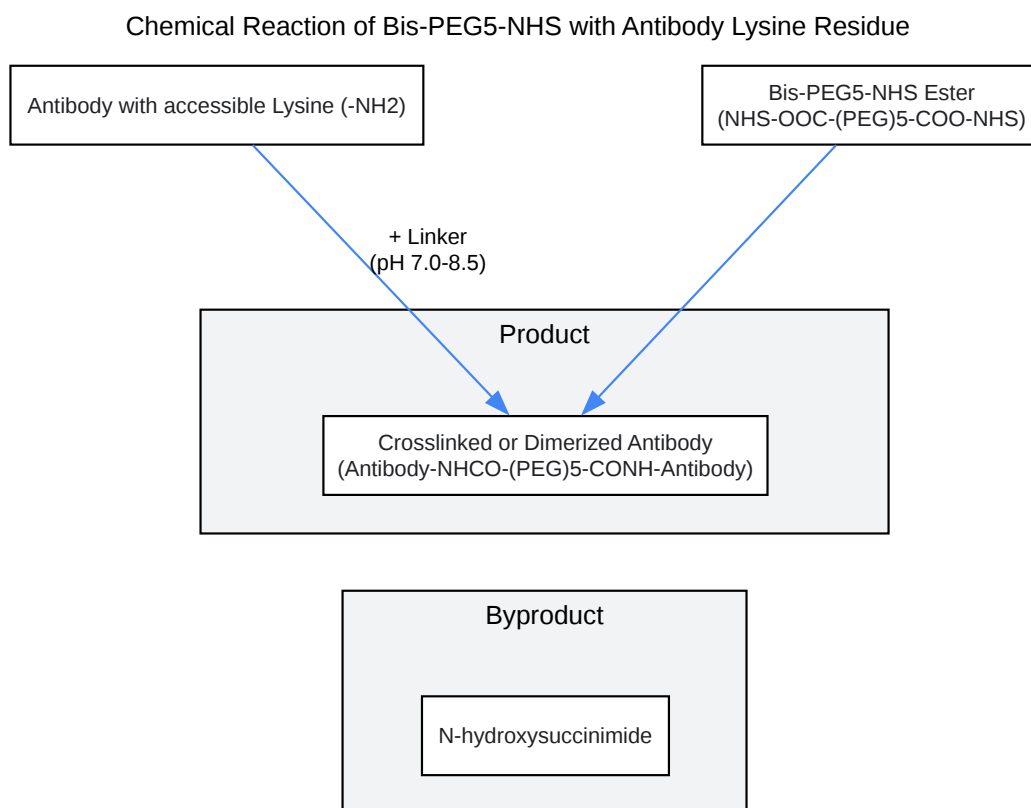 Chemical Reaction of Bis-PEG5-NHS with Antibody Lysine Residue
Antibody with accessible Lysine (-NH2)
Bis-PEG5-NHS Ester
(NHS-OOC-(PEG)5-COO-NHS)
+ Linker
(pH 7.0-8.5)
Product
Crosslinked or Dimerized Antibody
(Antibody-NHCO-(PEG)5-CONH-Antibody)
Byproduct
N-hydroxysuccinimide